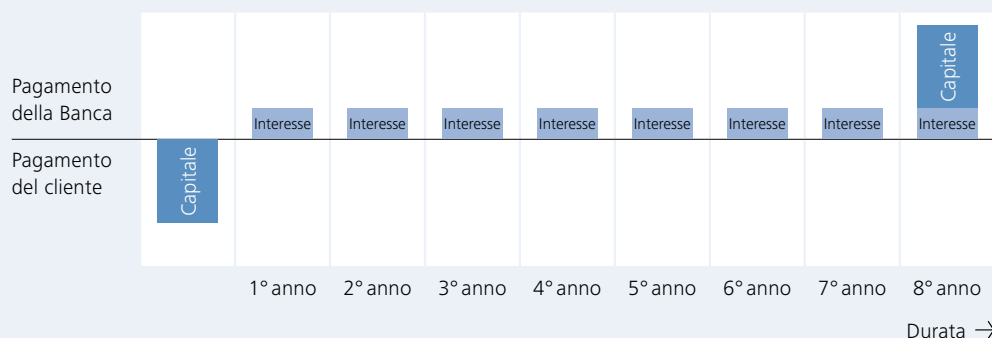 Capitale
Pagamento
della Banca
Interesse
Interesse
Interesse
Interesse
Interesse
Interesse
Interesse
Interesse
Pagamento
del cliente
Capitale
1° anno
2° anno
3° anno
4° anno
5° anno
6° anno
7° anno
8° anno
Durata →